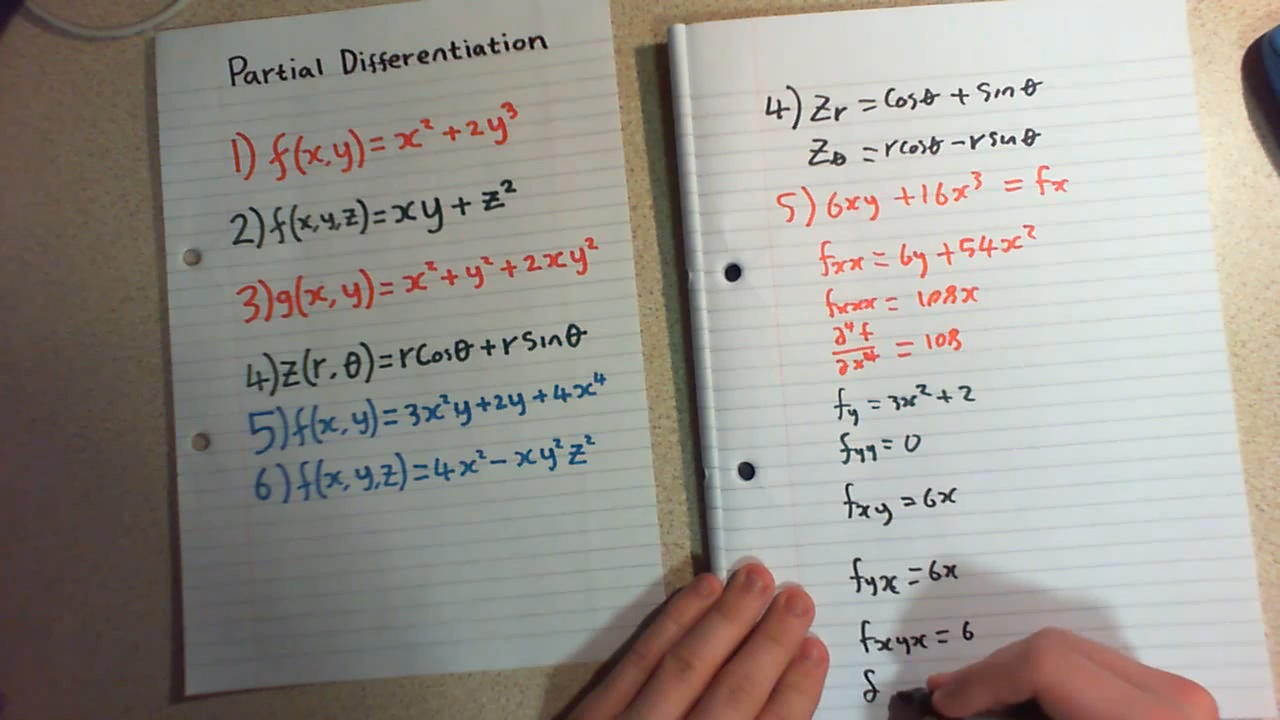 Partial Differentiation
1) f(x,y) = x² + 2y³
2) f(x,y,z) = xy + z²
3) g(x,y) = x² + y² + 2xy²
4) z(r,θ) = rcosθ + rsinθ
5) f(x,y) = 3x²y + 2y + 4x⁴
6) f(x,y,z) = 4x² - xy²z²
4) Zr = cosθ + sinθ
Zθ = rcosθ - rsinθ
5) 6xy + 16x³ = fx
fxx = 6y + 54x²
fxxx = 108x
∂⁴f/∂x⁴ = 108
fy = 3x² + 2
fyy = 0
fxy = 6x
fyx = 6x
fxyx = 6